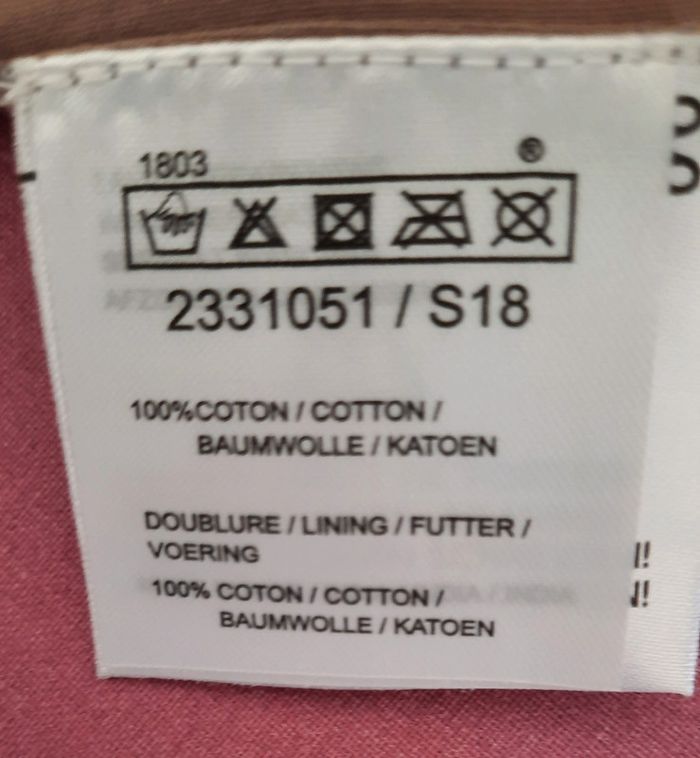 1803 ®
2331051 / S18
100%COTON / COTTON /
BAUMWOLLE / KATOEN
DOUBLURE / LINING / FUTTER /
VOERING
100% COTON / COTTON /
BAUMWOLLE / KATOEN